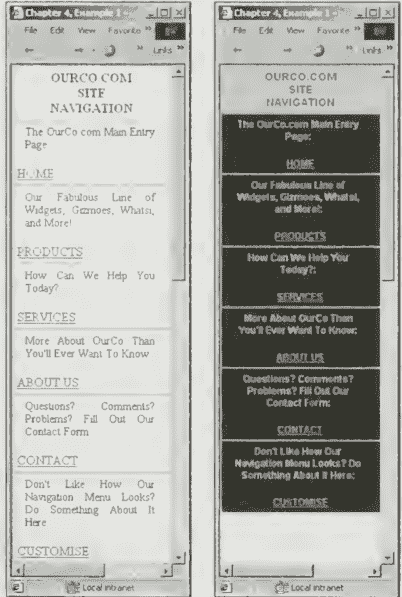 Chapter 4, Example 1 -
File Edit View Favorite »
» Links »
OURCO COM
SITE
NAVIGATION
The OurCo com Main Entry
Page
HOME
Our Fabulous Line of
Widgets, Gizmoes, Whatsi,
and More!
PRODUCTS
How Can We Help You
Today?
SERVICES
More About OurCo Than
You'll Ever Want To Know
ABOUT US
Questions? Comments?
Problems? Fill Out Our
Contact Form
CONTACT
Don't Like How Our
Navigation Menu Looks?
Do Something About It
Here
CUSTOMISE
Local intranet
Chapter 4, Example 1 -
File Edit View Favorite »
» Links »
OURCO.COM
SITE
NAVIGATION
The OurCo.com Main Entry
Page:
HOME
Our Fabulous Line of
Widgets, Gizmoes, Whatsi,
and More!:
PRODUCTS
How Can We Help You
Today?:
SERVICES
More About OurCo Than
You'll Ever Want To Know:
ABOUT US
Questions? Comments?
Problems? Fill Out Our
Contact Form:
CONTACT
Don't Like How Our
Navigation Menu Looks? Do
Something About It Here:
CUSTOMISE
Local intranet